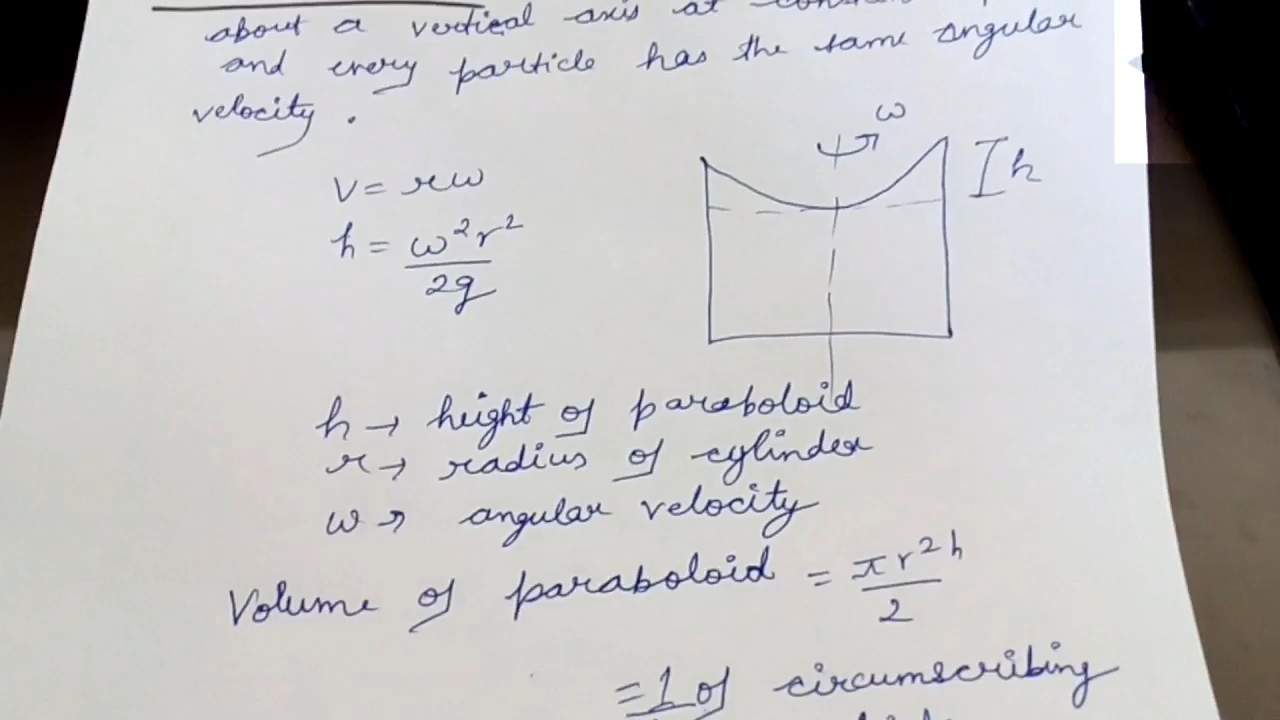 about a vertical axis at
and every particle has the same angular
velocity.
ω
V = rω
h
h = ω²r²
2g
h → height of paraboloid
r → radius of cylinder
ω → angular velocity
Volume of paraboloid = πr²h
2
= 1 of circumscribing